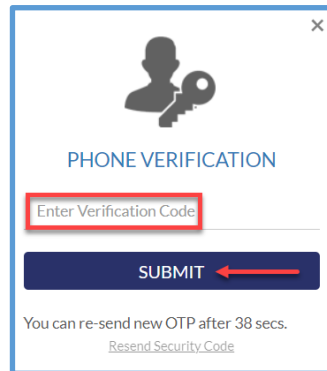 ×
PHONE VERIFICATION
Enter Verification Code
SUBMIT
You can re-send new OTP after 38 secs.
Resend Security Code